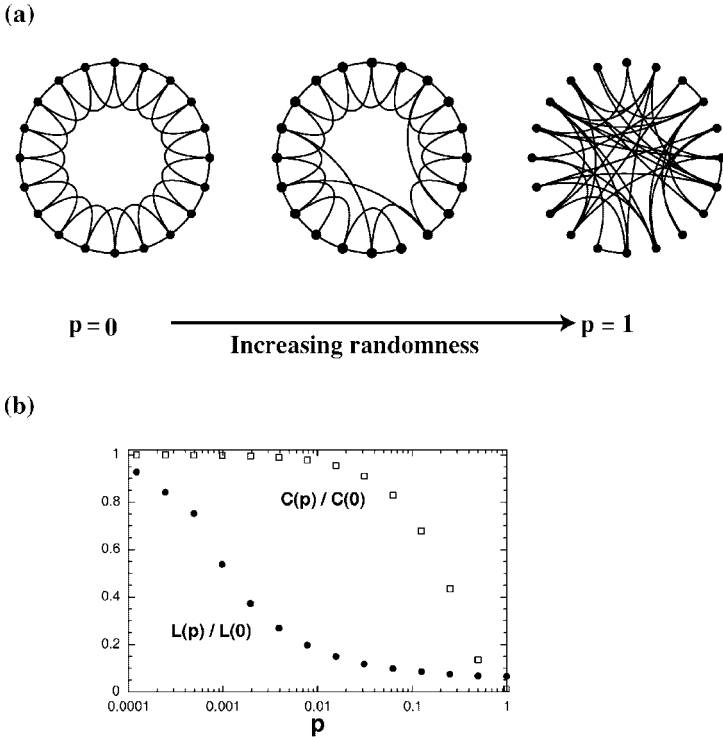 (a)
p = 0
Increasing randomness
p = 1
(b)
1
0.8
0.6
0.4
0.2
0
C(p) / C(0)
L(p) / L(0)
0.0001
0.001
0.01
0.1
1
p